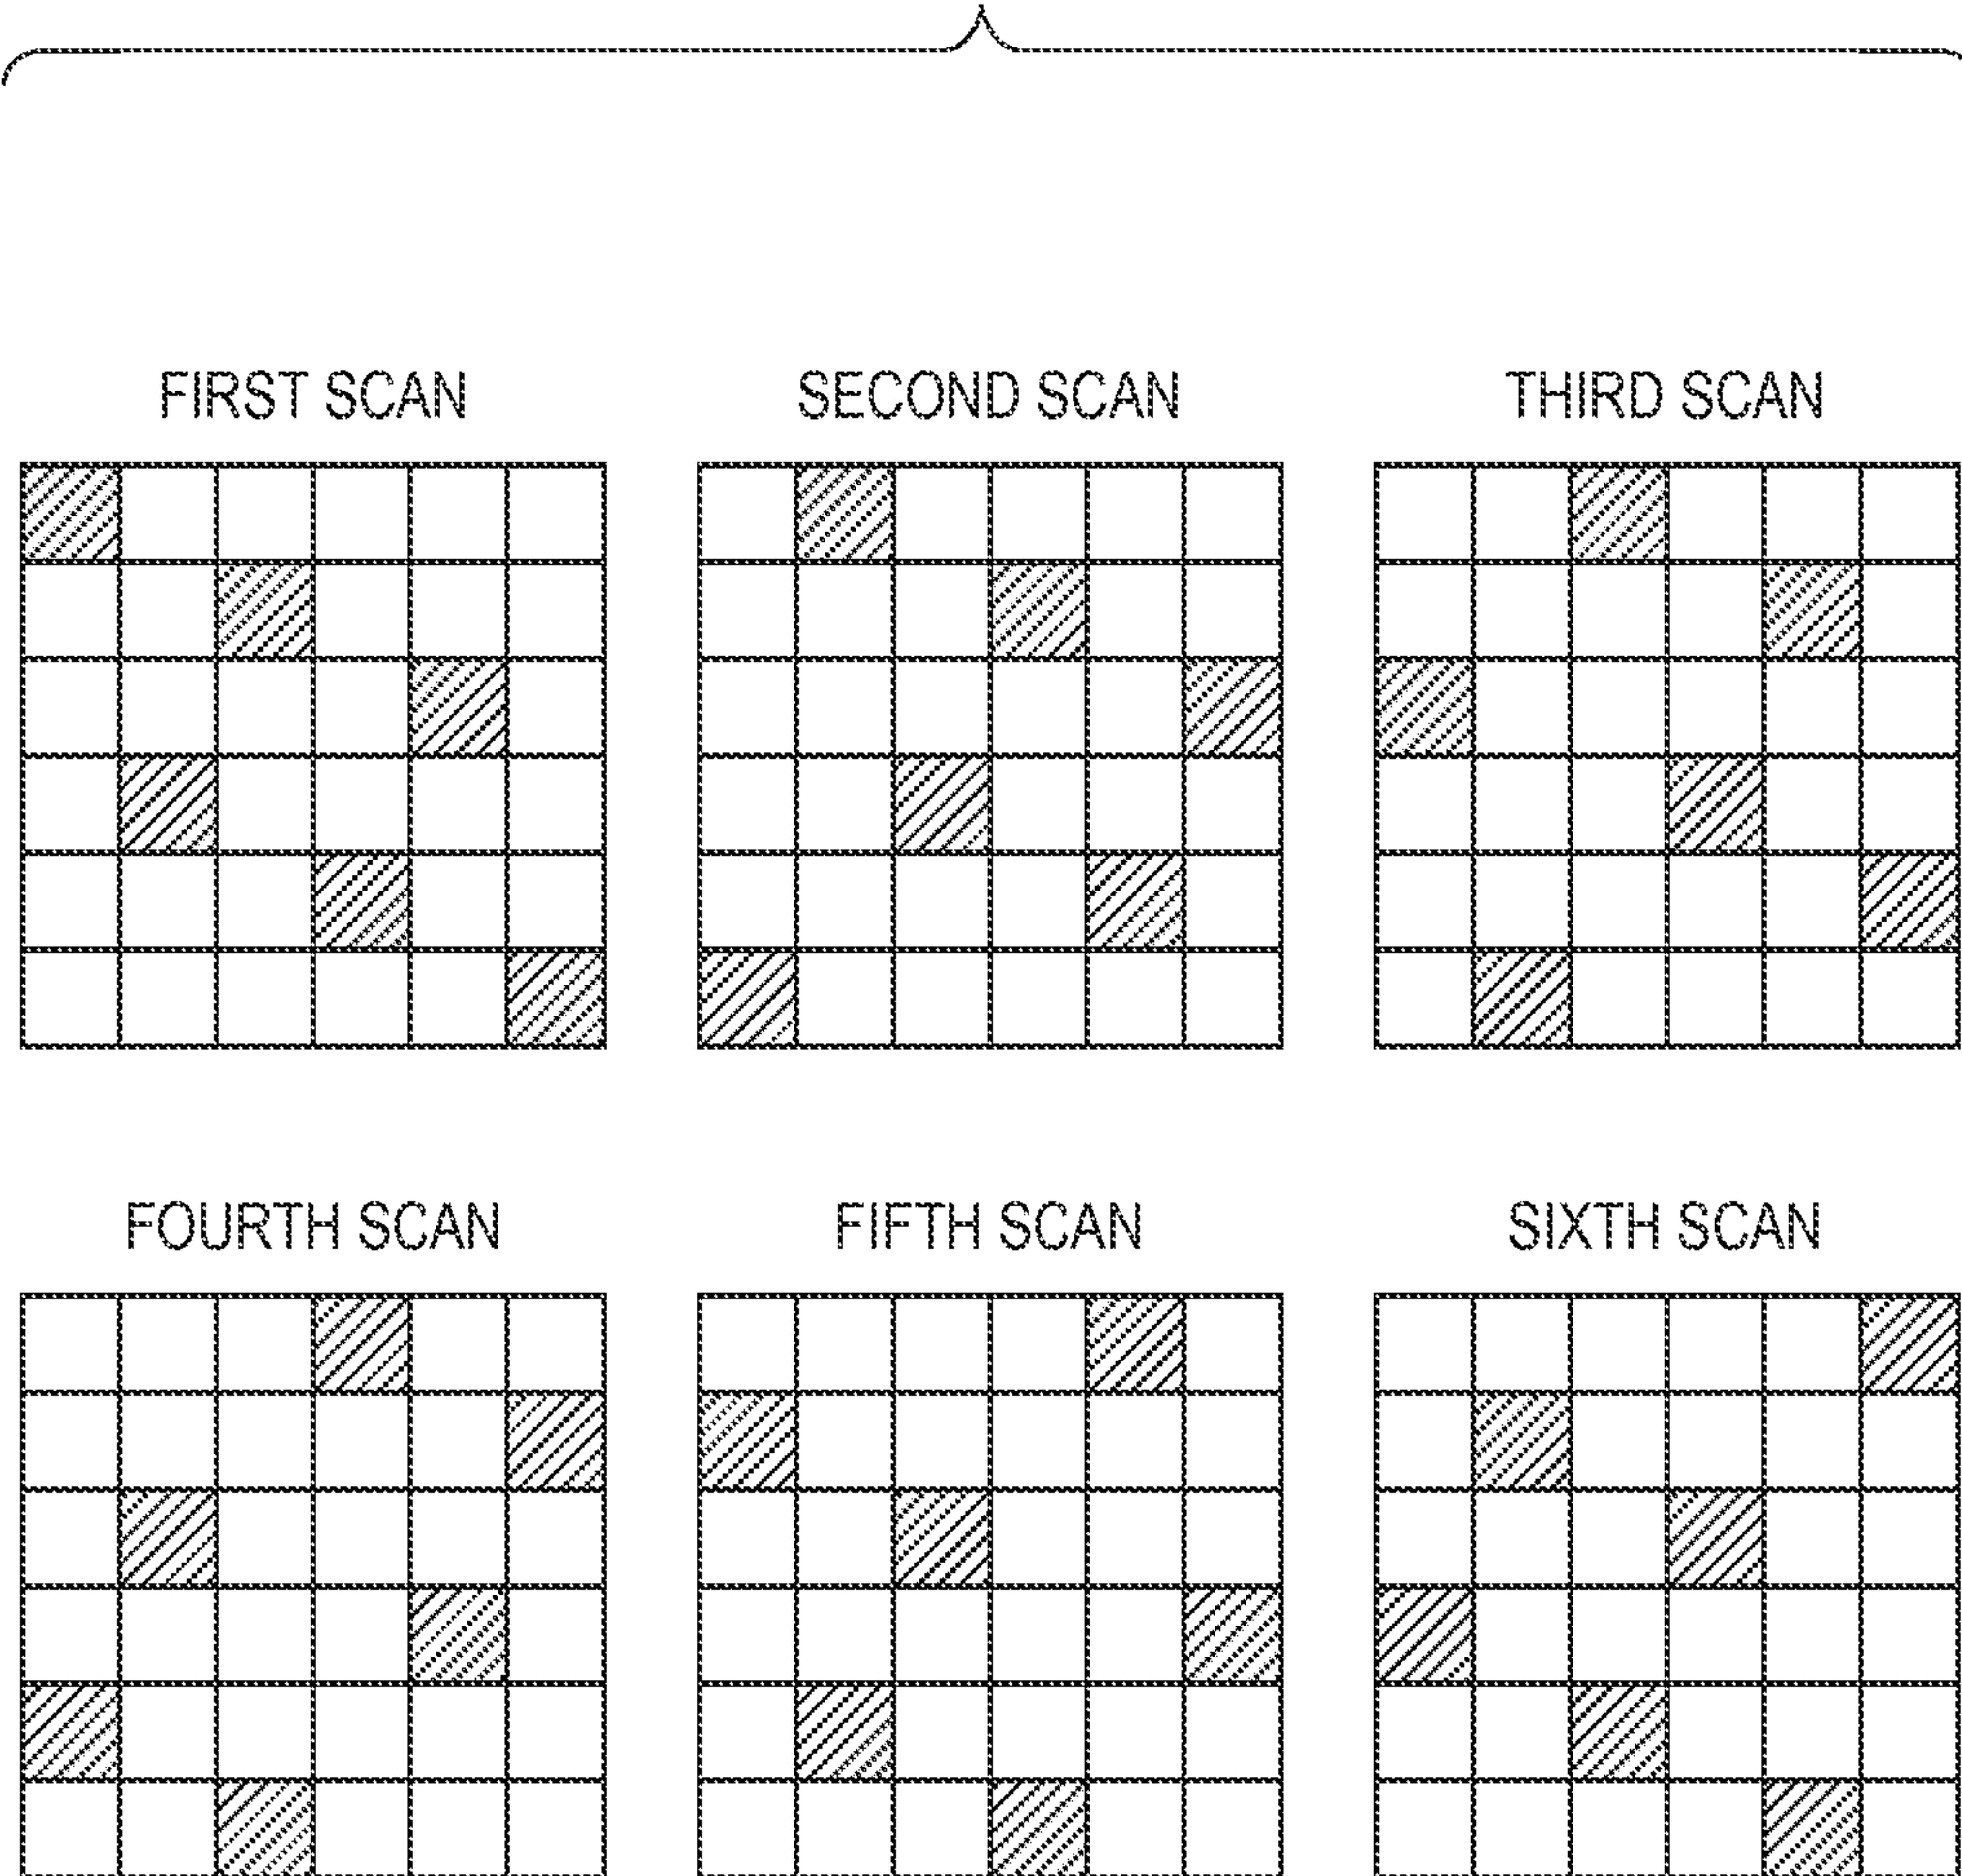 FIRST SCAN
SECOND SCAN
THIRD SCAN
FOURTH SCAN
FIFTH SCAN
SIXTH SCAN